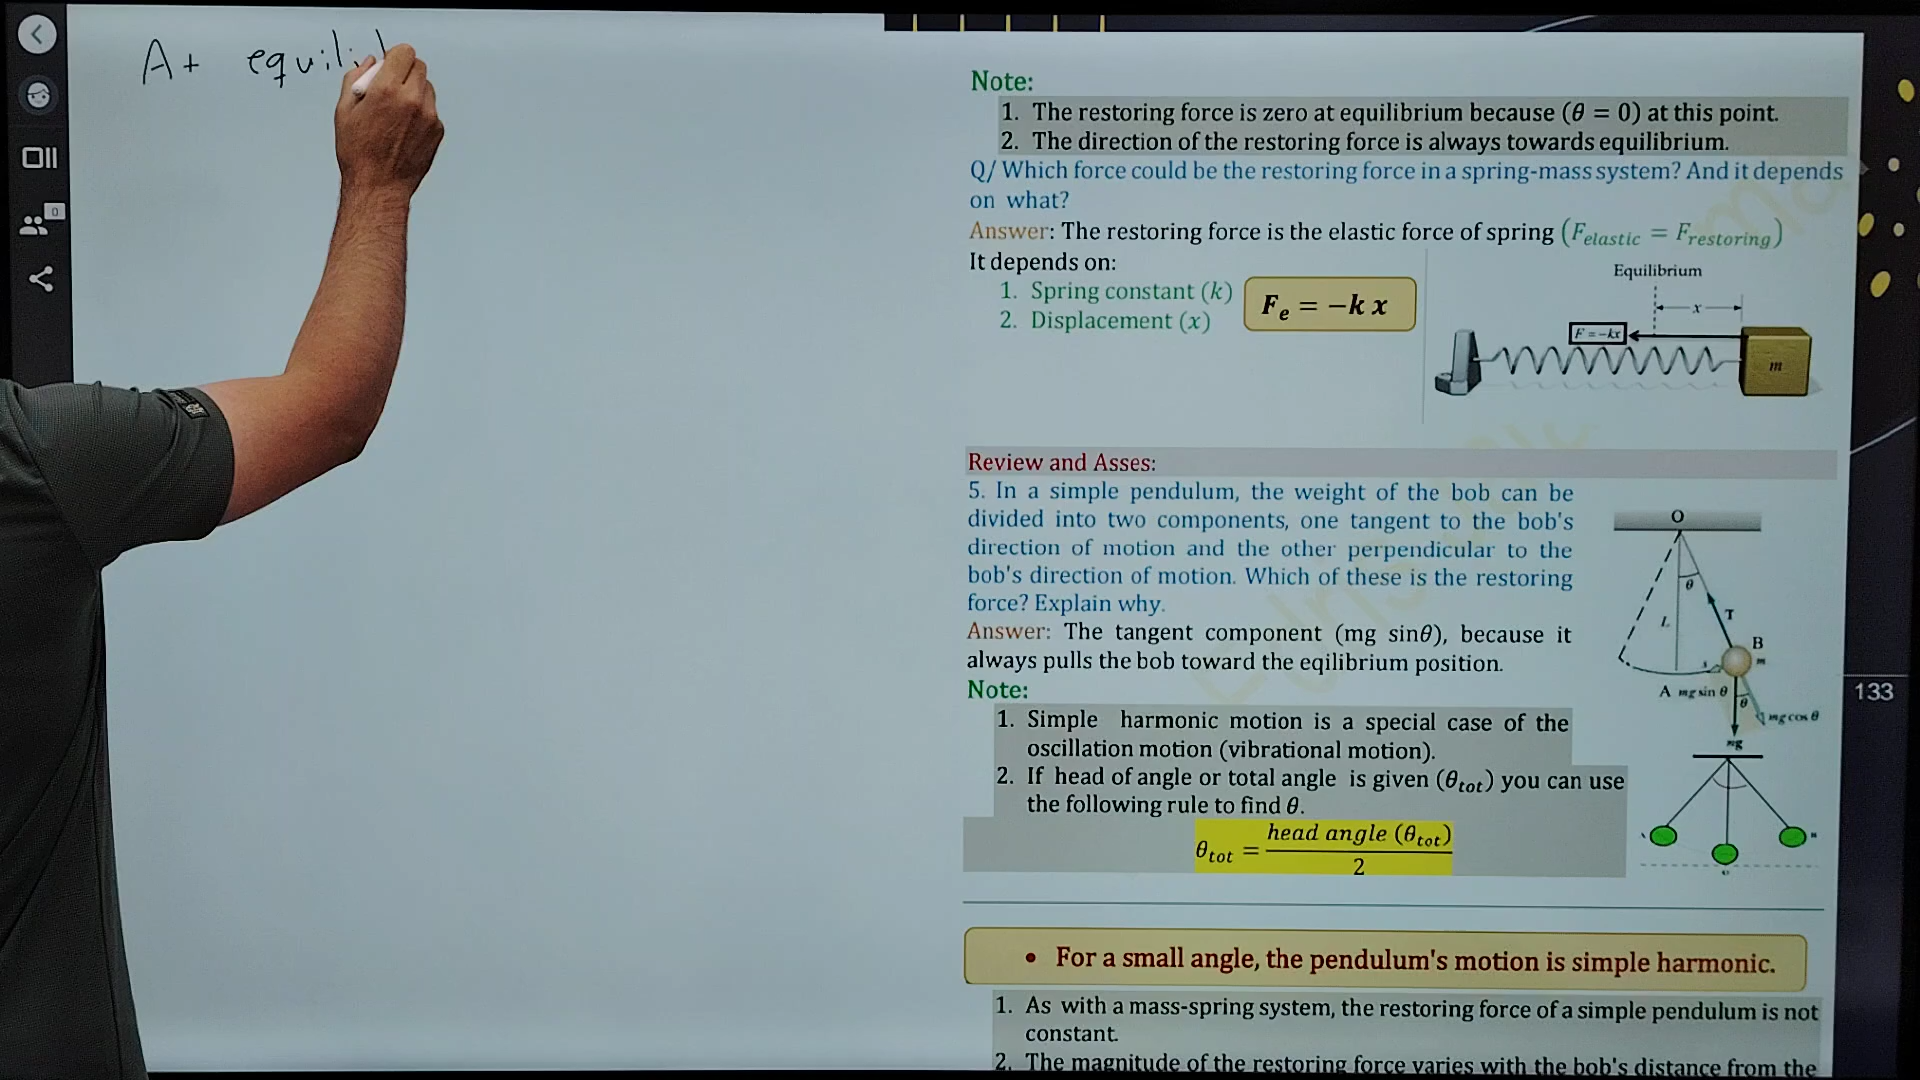 At equilib
0
Note:
1. The restoring force is zero at equilibrium because (θ = 0) at this point.
2. The direction of the restoring force is always towards equilibrium.
Q/ Which force could be the restoring force in a spring-mass system? And it depends
on what?
Answer: The restoring force is the elastic force of spring (F_elastic = F_restoring)
It depends on:
1. Spring constant (k)
2. Displacement (x)
F_e = −k x
Equilibrium
x
F = −kx
m
Review and Asses:
5. In a simple pendulum, the weight of the bob can be
divided into two components, one tangent to the bob's
direction of motion and the other perpendicular to the
bob's direction of motion. Which of these is the restoring
force? Explain why.
Answer: The tangent component (mg sinθ), because it
always pulls the bob toward the eqilibrium position.
O
θ
L
T
B
m
s
A mg sin θ
θ
mg cos θ
mg
Note:
1. Simple harmonic motion is a special case of the
oscillation motion (vibrational motion).
2. If head of angle or total angle is given (θ_tot) you can use
the following rule to find θ.
θ_tot = head angle (θ_tot) / 2
133
• For a small angle, the pendulum's motion is simple harmonic.
1. As with a mass-spring system, the restoring force of a simple pendulum is not
constant.
2. The magnitude of the restoring force varies with the bob's distance from the